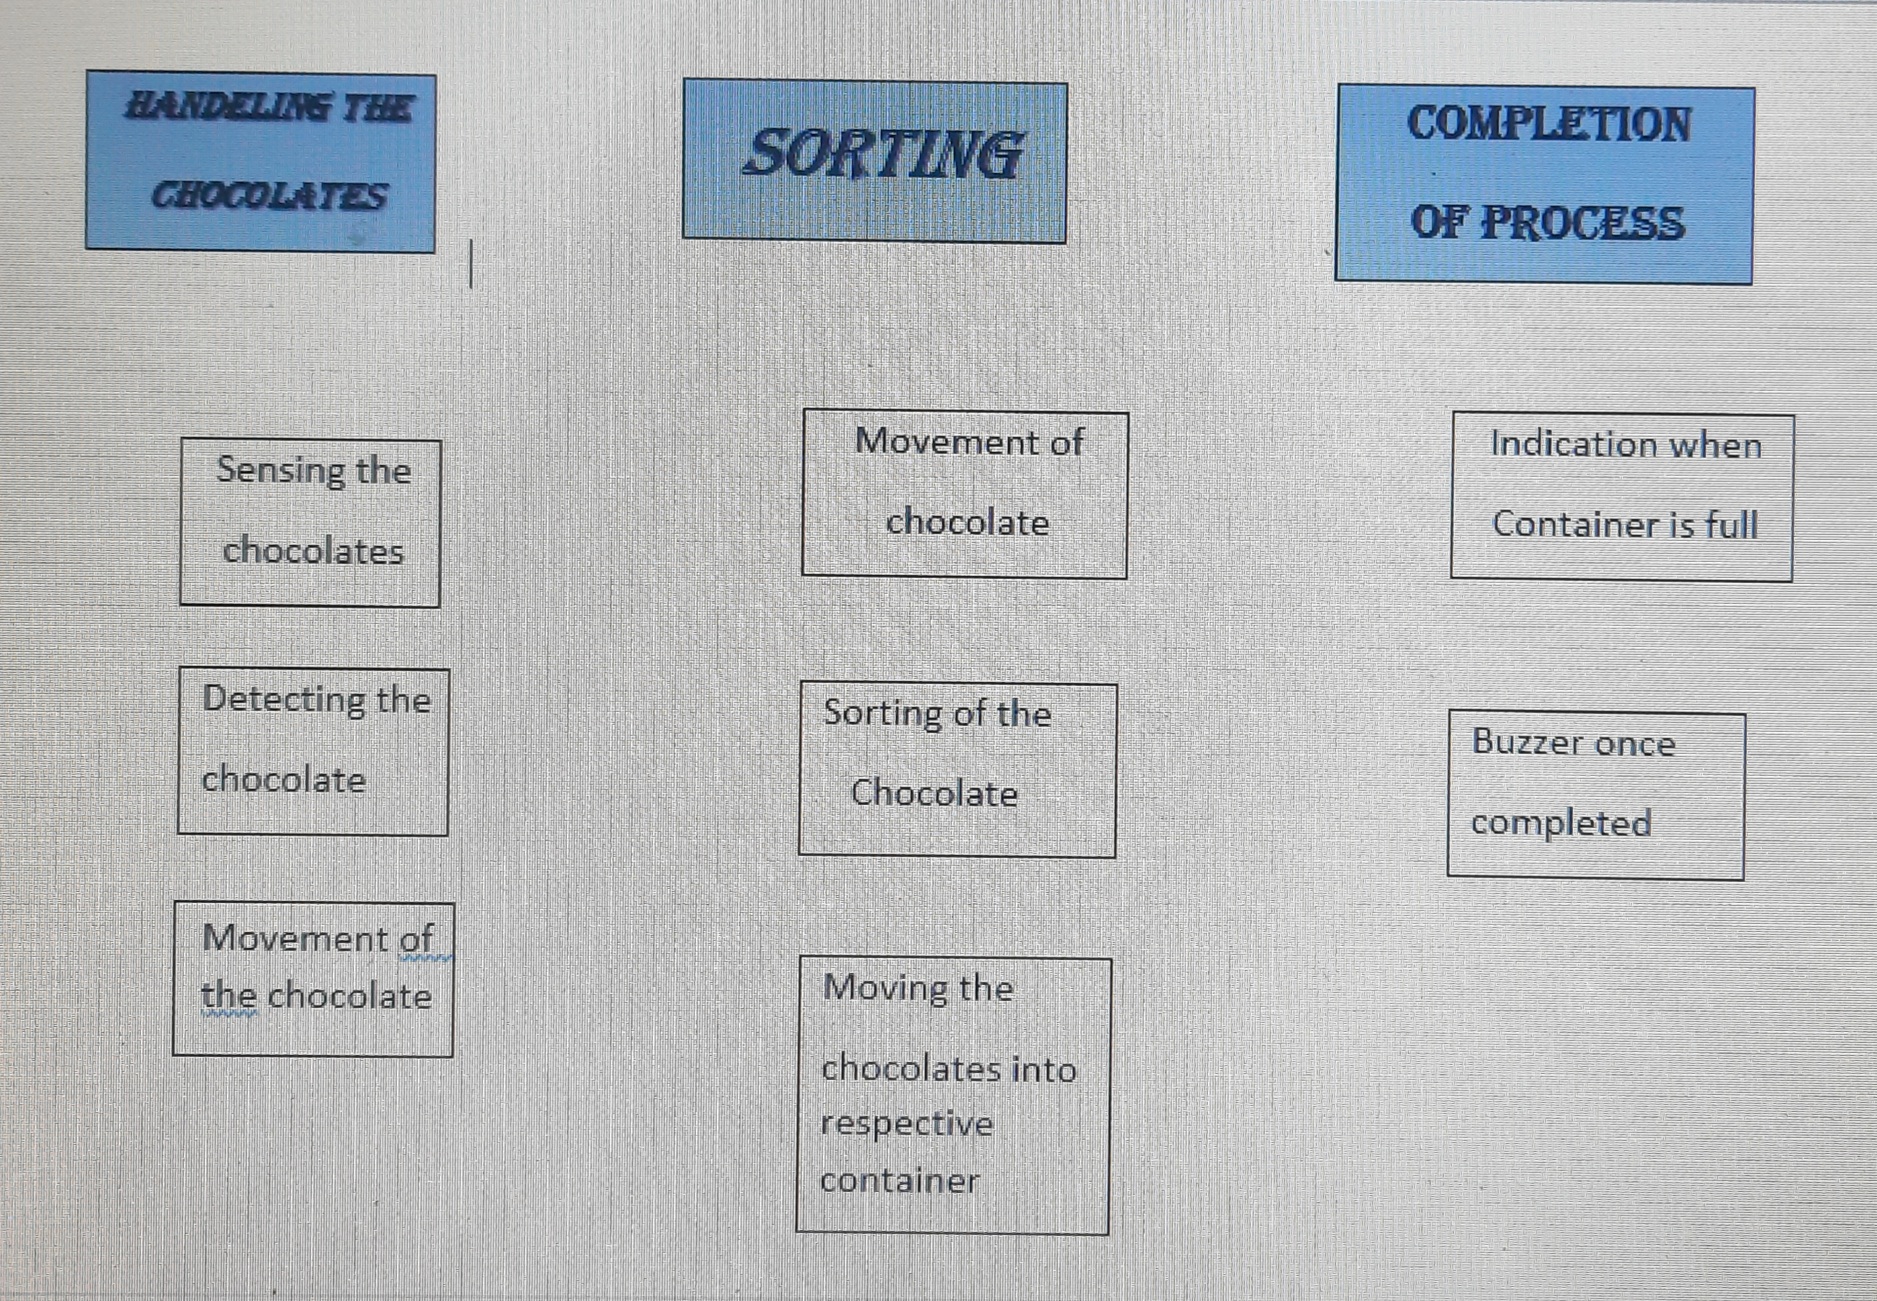 HANDELING THE
CHOCOLATES
Sensing the
chocolates
Detecting the
chocolate
Movement of
the chocolate
SORTING
Movement of
chocolate
Sorting of the
Chocolate
Moving the
chocolates into
respective
container
COMPLETION
OF PROCESS
Indication when
Container is full
Buzzer once
completed